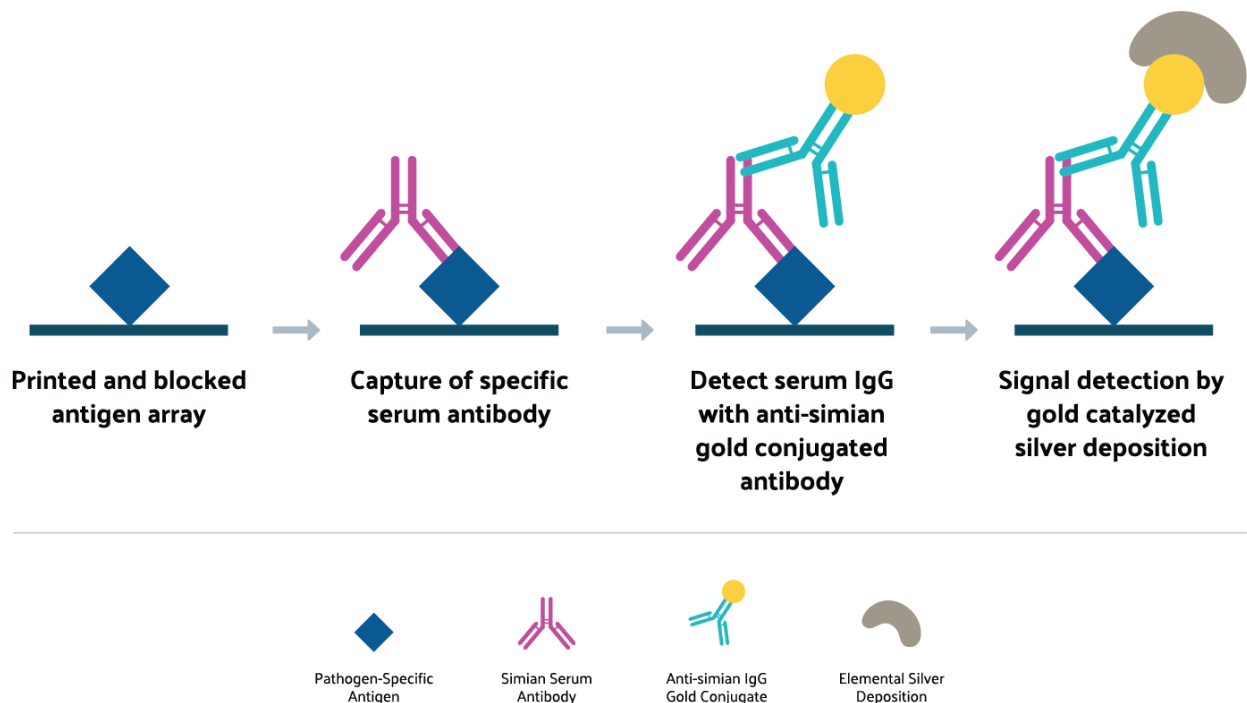 Printed and blocked
antigen array
Capture of specific
serum antibody
Detect serum IgG
with anti-simian
gold conjugated
antibody
Signal detection by
gold catalyzed
silver deposition
Pathogen-Specific
Antigen
Simian Serum
Antibody
Anti-simian IgG
Gold Conjugate
Elemental Silver
Deposition